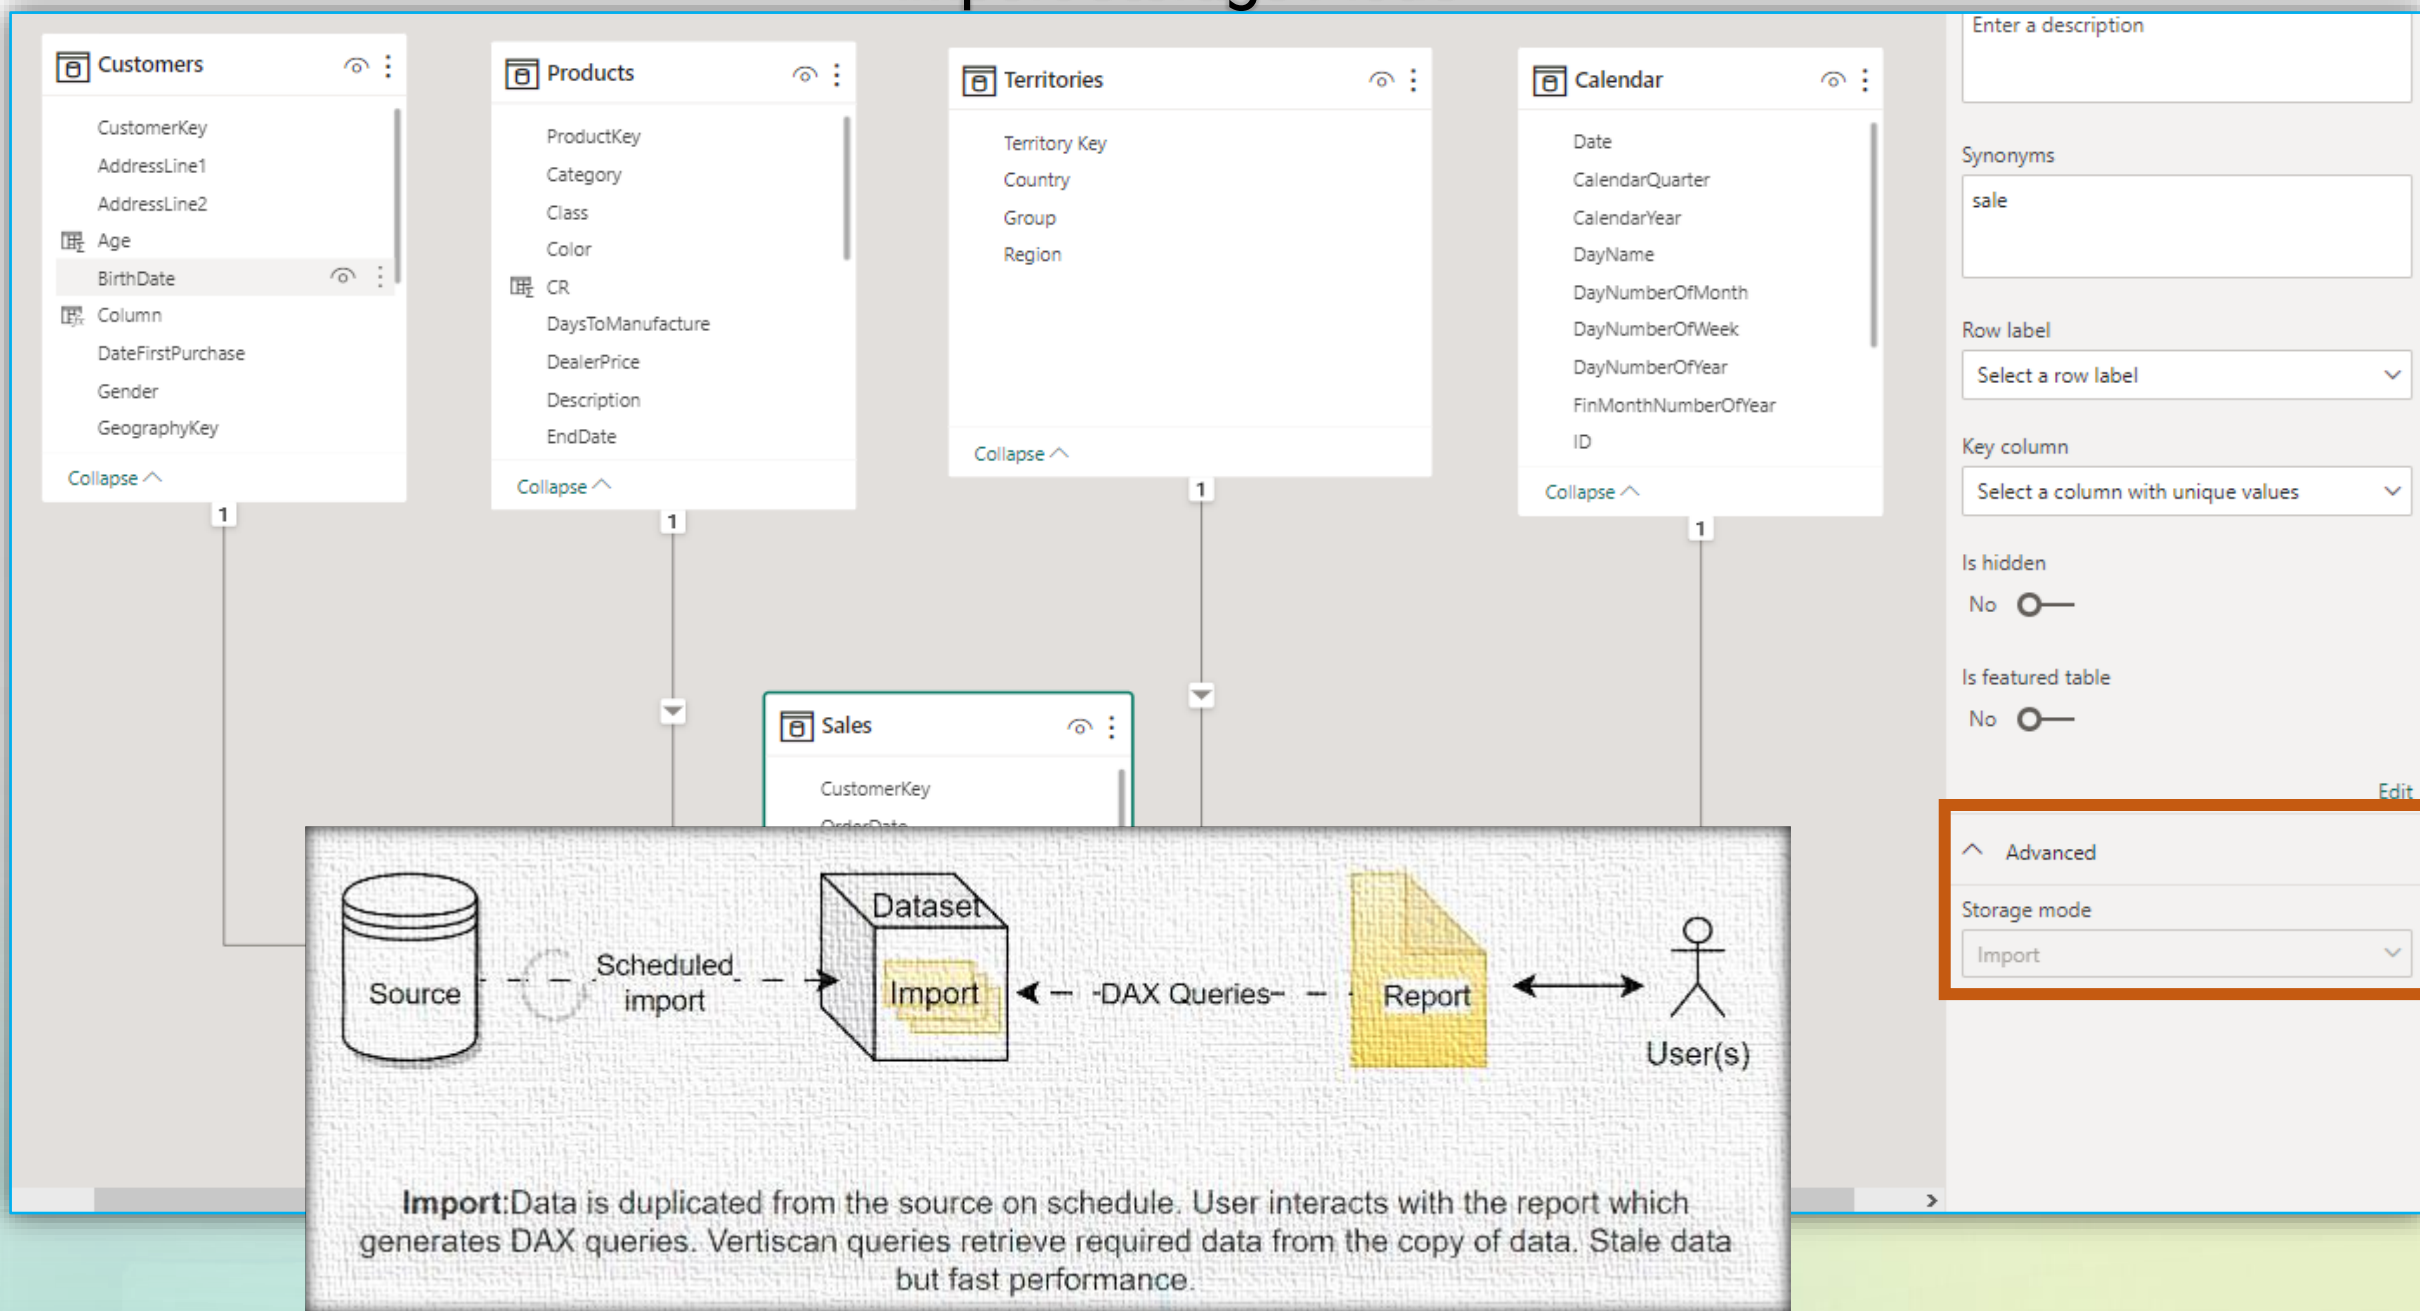 Customers
CustomerKey
AddressLine1
AddressLine2
Age
BirthDate
Column
DateFirstPurchase
Gender
GeographyKey
Collapse
1
Products
ProductKey
Category
Class
Color
CR
DaysToManufacture
DealerPrice
Description
EndDate
Collapse
1
Territories
Territory Key
Country
Group
Region
Collapse
1
Calendar
Date
CalendarQuarter
CalendarYear
DayName
DayNumberOfMonth
DayNumberOfWeek
DayNumberOfYear
FinMonthNumberOfYear
ID
Collapse
1
Sales
CustomerKey
OrderDate
Enter a description
Synonyms
sale
Row label
Select a row label
Key column
Select a column with unique values
Is hidden
No
Is featured table
No
Edit
Advanced
Storage mode
Import
Source
Scheduled
import
Dataset
Import
DAX Queries
Report
User(s)
Import:Data is duplicated from the source on schedule. User interacts with the report which
generates DAX queries. Vertiscan queries retrieve required data from the copy of data. Stale data
but fast performance.